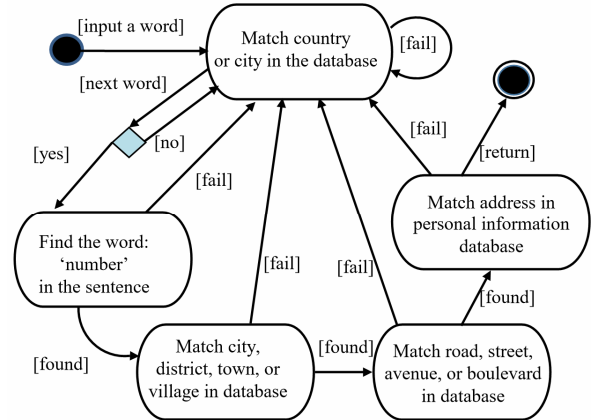 [input a word]
Match country
or city in the database
[fail]
[next word]
[yes]
[no]
[fail]
[fail]
[return]
Find the word:
‘number’
in the sentence
Match address in
personal information
database
[fail]
[fail]
[found]
[found]
Match city,
district, town, or
village in database
[found]
Match road, street,
avenue, or boulevard
in database